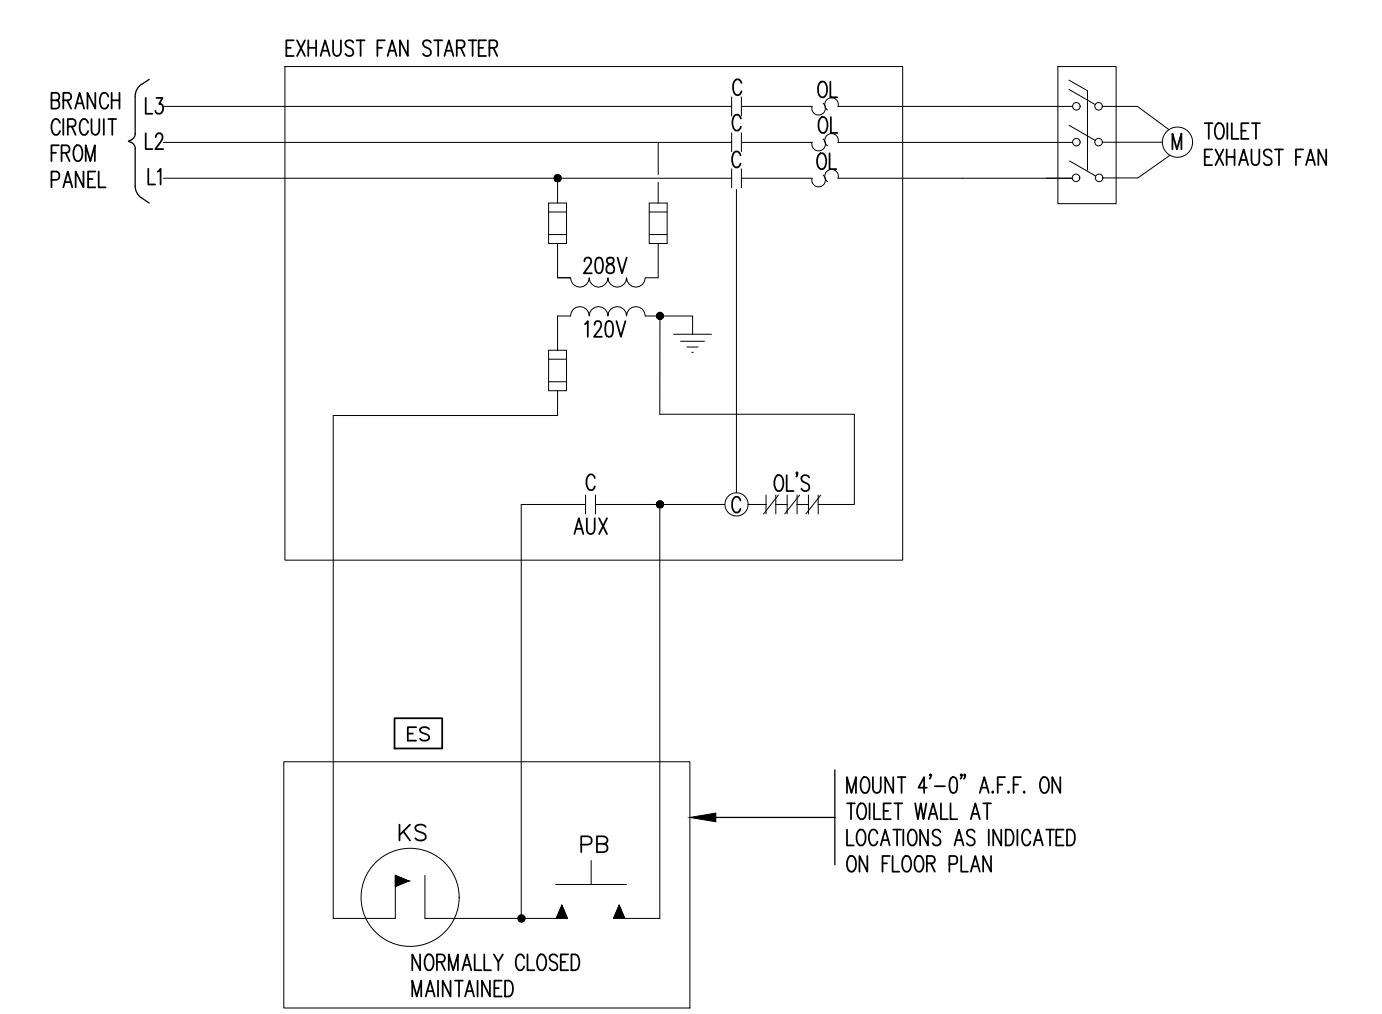 EXHAUST FAN STARTER
BRANCH
CIRCUIT
FROM
PANEL
L3
L2
L1
C
OL
C
OL
C
OL
M
TOILET
EXHAUST FAN
208V
120V
C
AUX
C
OL'S
ES
KS
PB
NORMALLY CLOSED
MAINTAINED
MOUNT 4'-0" A.F.F. ON
TOILET WALL AT
LOCATIONS AS INDICATED
ON FLOOR PLAN